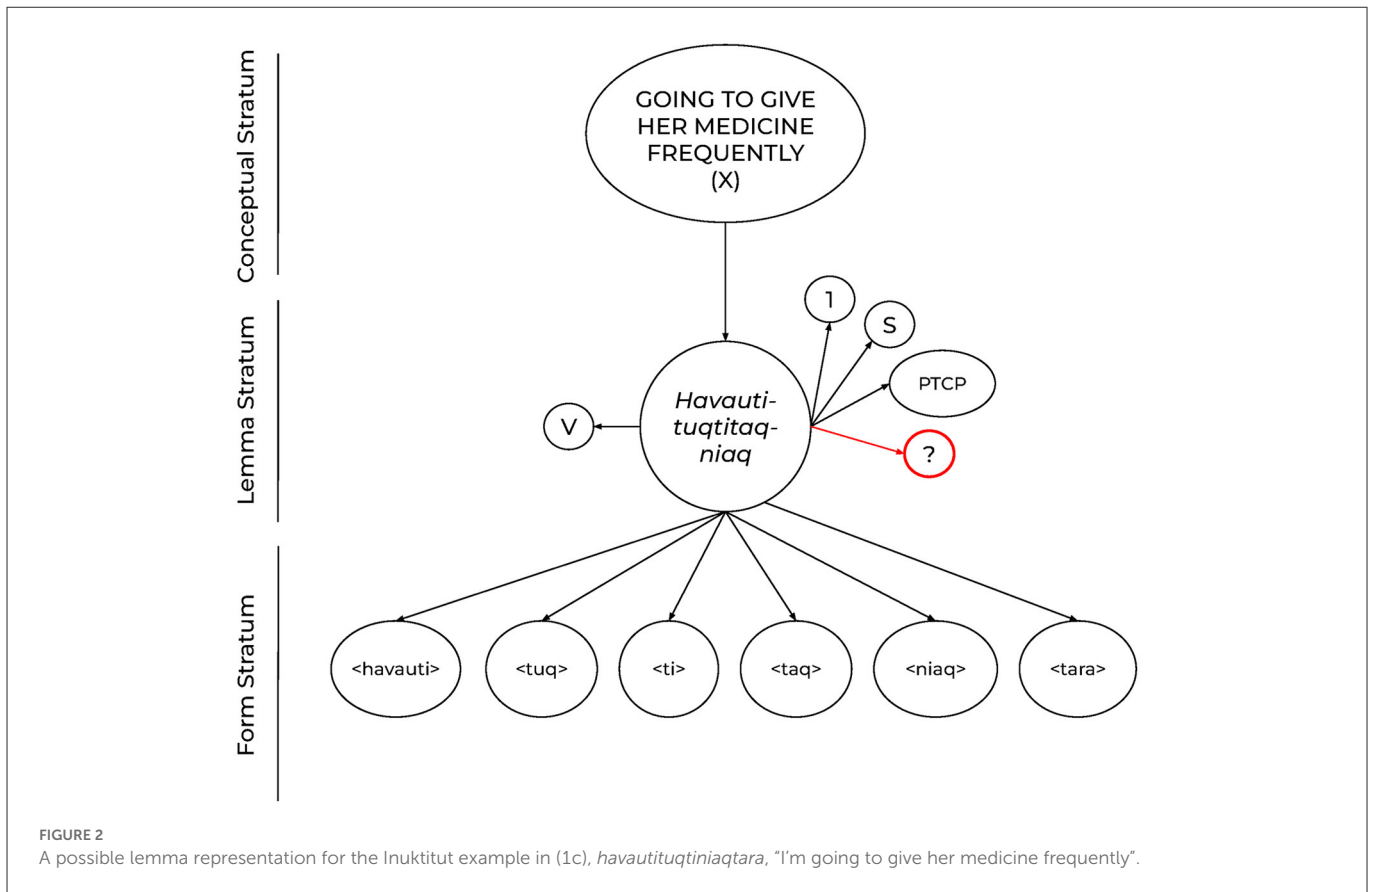 Conceptual Stratum
GOING TO GIVE
HER MEDICINE
FREQUENTLY
(X)
Lemma Stratum
1
S
PTCP
?
V
Havauti-
tuqtitaq-
niaq
Form Stratum
<havauti>
<tuq>
<ti>
<taq>
<niaq>
<tara>
FIGURE 2
A possible lemma representation for the Inuktitut example in (1c), havautituqtiniaqtara, “I’m going to give her medicine frequently”.